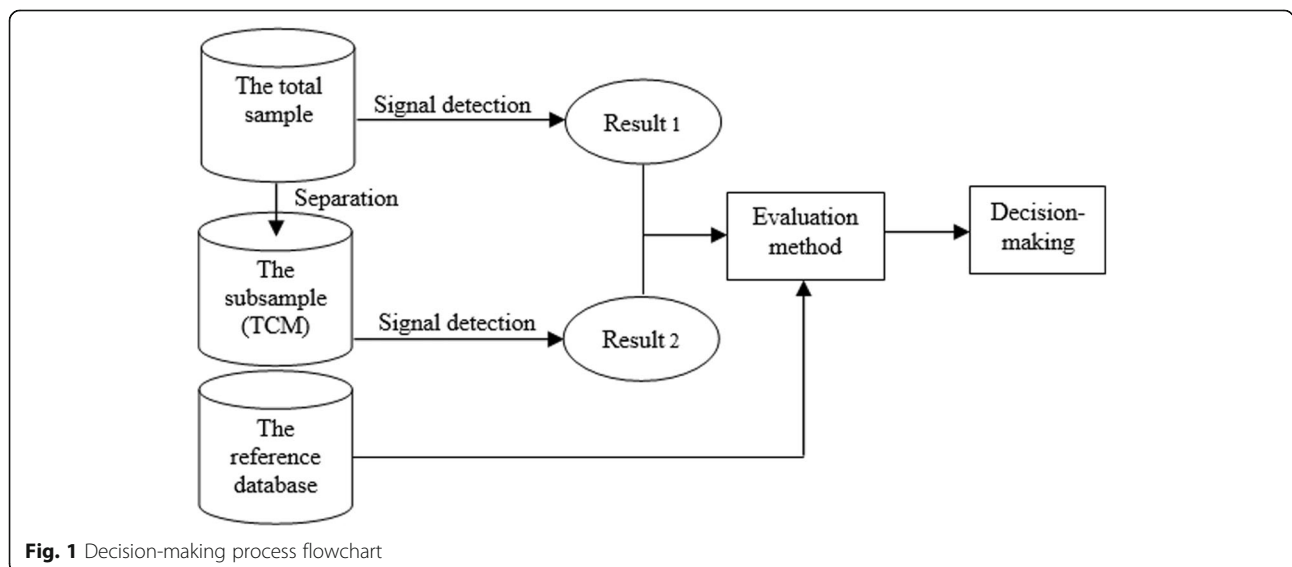 The total
sample
Signal detection
Result 1
Separation
The
subsample
(TCM)
Signal detection
Result 2
Evaluation
method
Decision-
making
The
reference
database
Fig. 1 Decision-making process flowchart